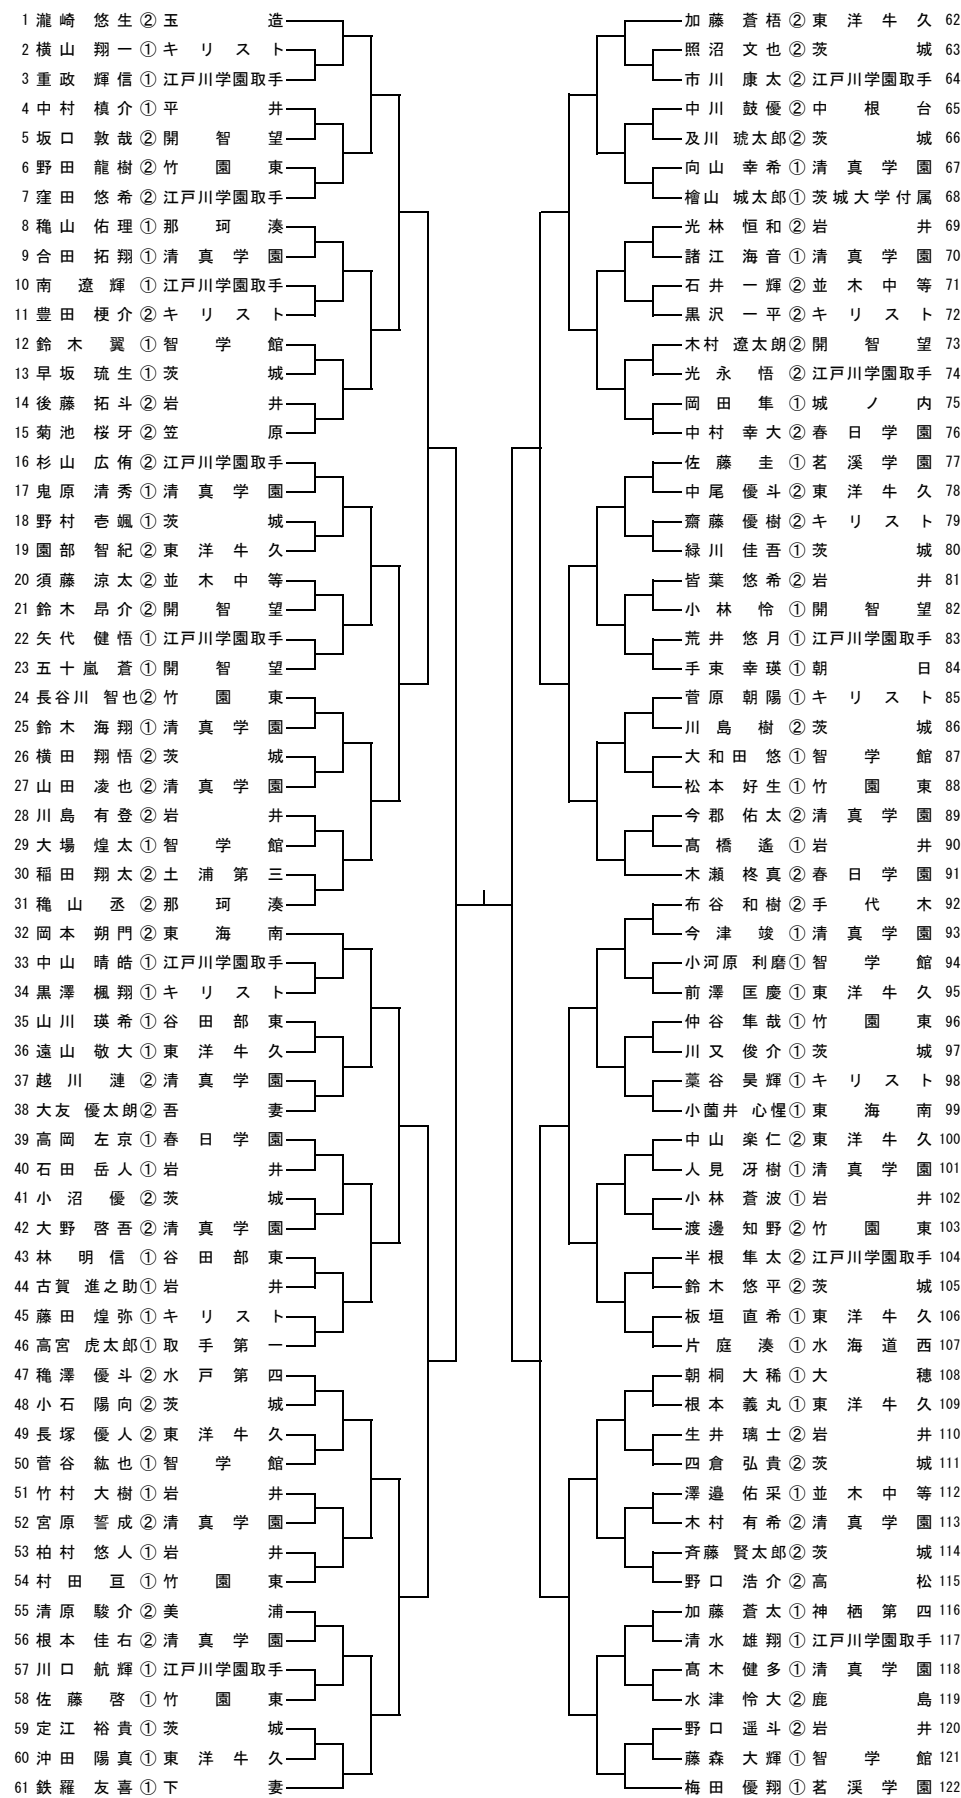 1 瀧崎 悠生 ② 玉造
2 横山 翔一 ① キリスト
3 重政 輝信 ① 江戸川学園取手
4 中村 槙介 ① 平井
5 坂口 敦哉 ② 開智望
6 野田 龍樹 ② 竹園東
7 窪田 悠希 ② 江戸川学園取手
8 穐山 佑理 ① 那珂湊
9 合田 拓翔 ① 清真学園
10 南 遼輝 ① 江戸川学園取手
11 豊田 梗介 ② キリスト
12 鈴木 翼 ① 智学館
13 早坂 琉生 ① 茨城
14 後藤 拓斗 ② 岩井
15 菊池 桜牙 ② 笠原
16 杉山 広侑 ② 江戸川学園取手
17 鬼原 清秀 ① 清真学園
18 野村 壱颯 ① 茨城
19 園部 智紀 ② 東洋牛久
20 須藤 涼太 ② 並木中等
21 鈴木 昂介 ② 開智望
22 矢代 健悟 ① 江戸川学園取手
23 五十嵐 蒼 ① 開智望
24 長谷川 智也 ② 竹園東
25 鈴木 海翔 ① 清真学園
26 横田 翔悟 ② 茨城
27 山田 凌也 ② 清真学園
28 川島 有登 ② 岩井
29 大場 煌太 ① 智学館
30 稲田 翔太 ② 土浦第三
31 穐山 丞 ② 那珂湊
32 岡本 朔門 ② 東海南
33 中山 晴皓 ① 江戸川学園取手
34 黒澤 楓翔 ① キリスト
35 山川 瑛希 ① 谷田部東
36 遠山 敬大 ① 東洋牛久
37 越川 漣 ② 清真学園
38 大友 優太朗 ② 吾妻
39 高岡 左京 ① 春日学園
40 石田 岳人 ① 岩井
41 小沼 優 ② 茨城
42 大野 啓吾 ② 清真学園
43 林 明信 ① 谷田部東
44 古賀 進之助 ① 岩井
45 藤田 煌弥 ① キリスト
46 高宮 虎太郎 ① 取手第一
47 穐澤 優斗 ② 水戸第四
48 小石 陽向 ② 茨城
49 長塚 優人 ② 東洋牛久
50 菅谷 紘也 ① 智学館
51 竹村 大樹 ① 岩井
52 宮原 誓成 ② 清真学園
53 柏村 悠人 ① 岩井
54 村田 亘 ① 竹園東
55 清原 駿介 ② 美浦
56 根本 佳右 ② 清真学園
57 川口 航輝 ① 江戸川学園取手
58 佐藤 啓 ① 竹園東
59 定江 裕貴 ① 茨城
60 沖田 陽真 ① 東洋牛久
61 鉄羅 友喜 ① 下妻
加藤 蒼梧 ② 東洋牛久 62
照沼 文也 ② 茨城 63
市川 康太 ② 江戸川学園取手 64
中川 鼓優 ② 中根台 65
及川 琥太郎 ② 茨城 66
向山 幸希 ① 清真学園 67
檜山 城太郎 ① 茨城大学付属 68
光林 恒和 ② 岩井 69
諸江 海音 ① 清真学園 70
石井 一輝 ② 並木中等 71
黒沢 一平 ② キリスト 72
木村 遼太朗 ② 開智望 73
光永 悟 ② 江戸川学園取手 74
岡田 隼 ① 城ノ内 75
中村 幸大 ② 春日学園 76
佐藤 圭 ① 茗溪学園 77
中尾 優斗 ② 東洋牛久 78
齋藤 優樹 ② キリスト 79
緑川 佳吾 ① 茨城 80
皆葉 悠希 ② 岩井 81
小林 怜 ① 開智望 82
荒井 悠月 ① 江戸川学園取手 83
手束 幸瑛 ① 朝日 84
菅原 朝陽 ① キリスト 85
川島 樹 ② 茨城 86
大和田 悠 ① 智学館 87
松本 好生 ① 竹園東 88
今郡 佑太 ② 清真学園 89
髙橋 遙 ① 岩井 90
木瀬 柊真 ② 春日学園 91
布谷 和樹 ② 手代木 92
今津 竣 ① 清真学園 93
小河原 利磨 ① 智学館 94
前澤 匡慶 ① 東洋牛久 95
仲谷 隼哉 ① 竹園東 96
川又 俊介 ① 茨城 97
藁谷 昊輝 ① キリスト 98
小薗井 心惺 ① 東海南 99
中山 楽仁 ② 東洋牛久 100
人見 冴樹 ① 清真学園 101
小林 蒼波 ① 岩井 102
渡邊 知野 ② 竹園東 103
半根 隼太 ② 江戸川学園取手 104
鈴木 悠平 ② 茨城 105
板垣 直希 ① 東洋牛久 106
片庭 湊 ① 水海道西 107
朝桐 大稀 ① 大穂 108
根本 義丸 ① 東洋牛久 109
生井 璃士 ② 岩井 110
四倉 弘貴 ② 茨城 111
澤邉 佑采 ① 並木中等 112
木村 有希 ② 清真学園 113
斉藤 賢太郎 ② 茨城 114
野口 浩介 ② 高松 115
加藤 蒼太 ① 神栖第四 116
清水 雄翔 ① 江戸川学園取手 117
髙木 健多 ① 清真学園 118
水津 怜大 ② 鹿島 119
野口 遥斗 ② 岩井 120
藤森 大輝 ① 智学館 121
梅田 優翔 ① 茗溪学園 122